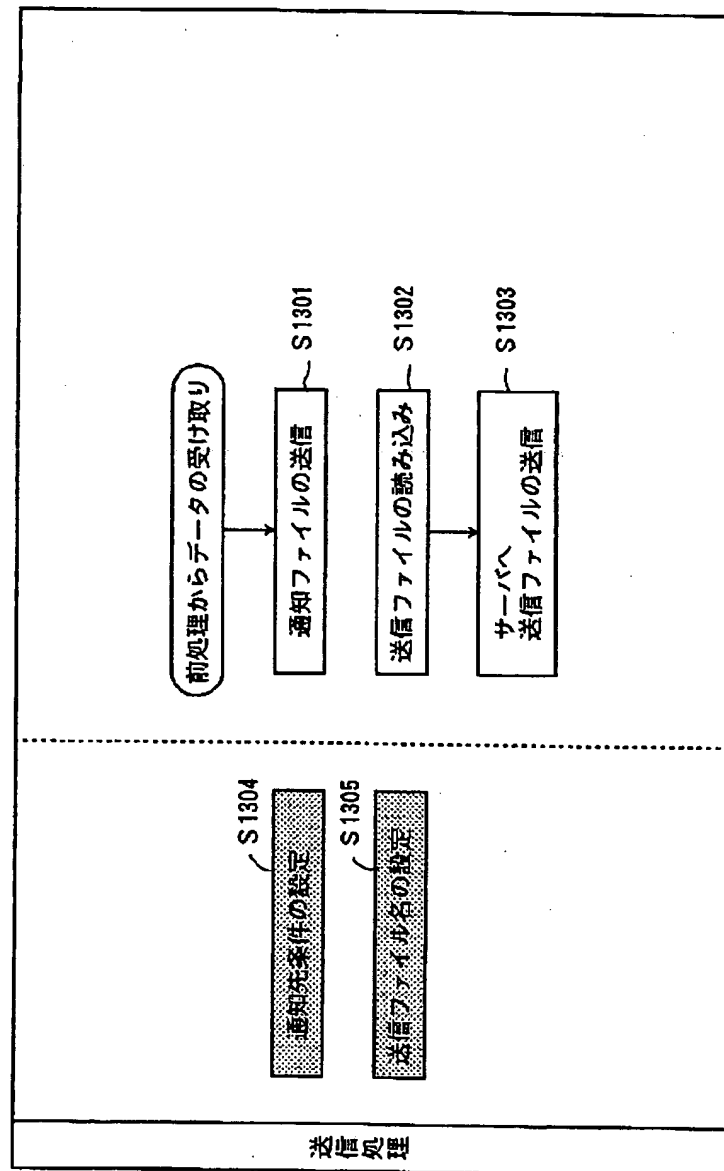 送信処理
通知先条件の設定
S1304
送信ファイル名の設定
S1305
前処理からデータの受け取り
通知ファイルの送信
S1301
送信ファイルの読み込み
S1302
サーバへ
送信ファイルの送信
S1303